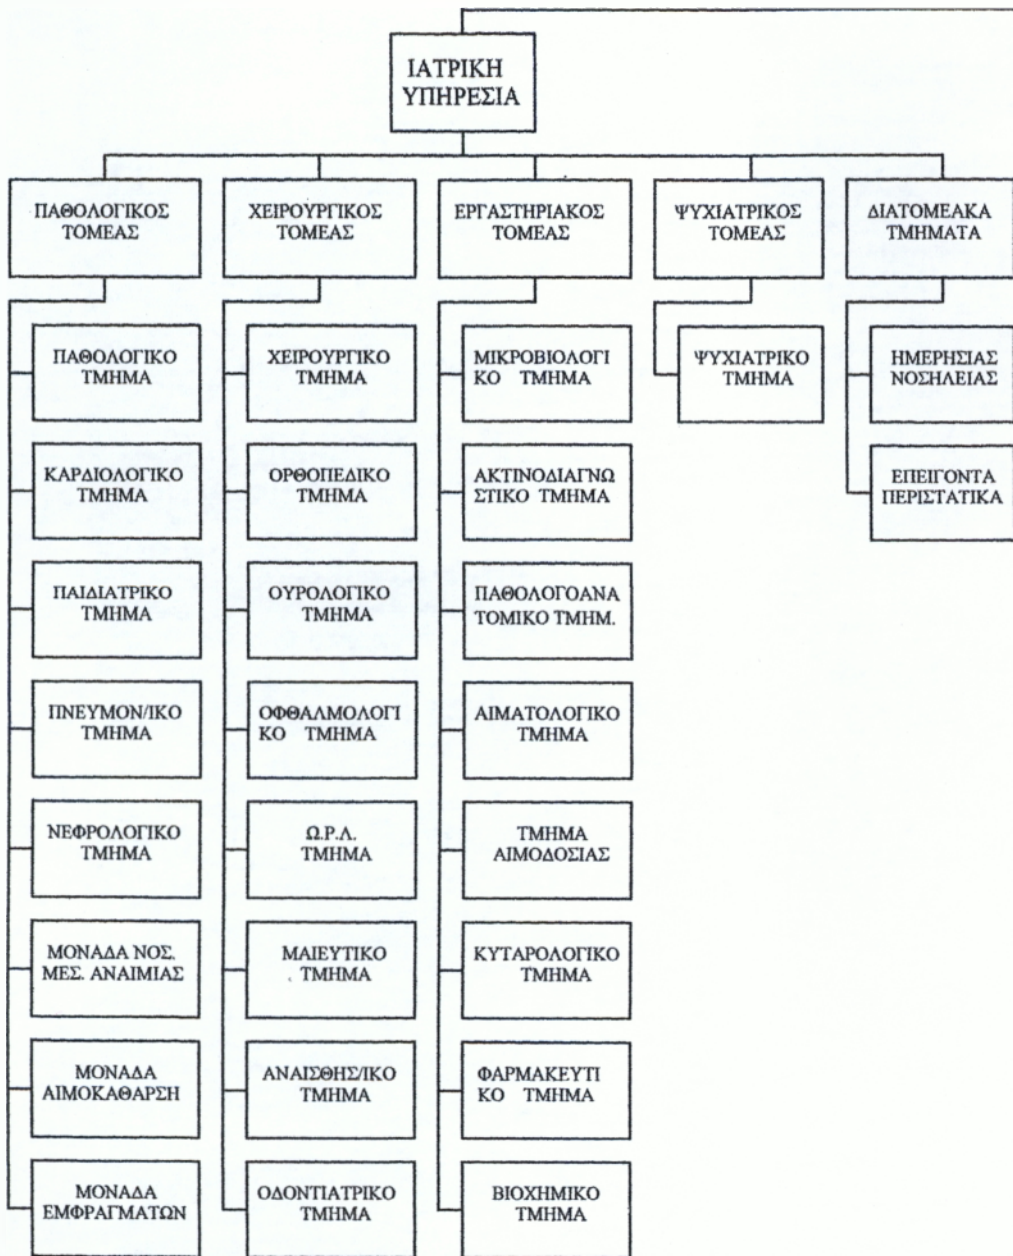 ΙΑΤΡΙΚΗ
ΥΠΗΡΕΣΙΑ
ΠΑΘΟΛΟΓΙΚΟΣ
ΤΟΜΕΑΣ
ΧΕΙΡΟΥΡΓΙΚΟΣ
ΤΟΜΕΑΣ
ΕΡΓΑΣΤΗΡΙΑΚΟΣ
ΤΟΜΕΑΣ
ΨΥΧΙΑΤΡΙΚΟΣ
ΤΟΜΕΑΣ
ΔΙΑΤΟΜΕΑΚΑ
ΤΜΗΜΑΤΑ
ΠΑΘΟΛΟΓΙΚΟ
ΤΜΗΜΑ
ΧΕΙΡΟΥΡΓΙΚΟ
ΤΜΗΜΑ
ΜΙΚΡΟΒΙΟΛΟΓΙ
ΚΟ ΤΜΗΜΑ
ΨΥΧΙΑΤΡΙΚΟ
ΤΜΗΜΑ
ΗΜΕΡΗΣΙΑΣ
ΝΟΣΗΛΕΙΑΣ
ΚΑΡΔΙΟΛΟΓΙΚΟ
ΤΜΗΜΑ
ΟΡΘΟΠΕΔΙΚΟ
ΤΜΗΜΑ
ΑΚΤΙΝΟΔΙΑΓΝΩ
ΣΤΙΚΟ ΤΜΗΜΑ
ΕΠΕΙΓΟΝΤΑ
ΠΕΡΙΣΤΑΤΙΚΑ
ΠΑΙΔΙΑΤΡΙΚΟ
ΤΜΗΜΑ
ΟΥΡΟΛΟΓΙΚΟ
ΤΜΗΜΑ
ΠΑΘΟΛΟΓΟΑΝΑ
ΤΟΜΙΚΟ ΤΜΗΜ.
ΠΝΕΥΜΟΝ/ΙΚΟ
ΤΜΗΜΑ
ΟΦΘΑΛΜΟΛΟΓΙ
ΚΟ ΤΜΗΜΑ
ΑΙΜΑΤΟΛΟΓΙΚΟ
ΤΜΗΜΑ
ΝΕΦΡΟΛΟΓΙΚΟ
ΤΜΗΜΑ
Ω.Ρ.Λ.
ΤΜΗΜΑ
ΤΜΗΜΑ
ΑΙΜΟΔΟΣΙΑΣ
ΜΟΝΑΔΑ ΝΟΣ.
ΜΕΣ. ΑΝΑΙΜΙΑΣ
ΜΑΙΕΥΤΙΚΟ
ΤΜΗΜΑ
ΚΥΤΑΡΟΛΟΓΙΚΟ
ΤΜΗΜΑ
ΜΟΝΑΔΑ
ΑΙΜΟΚΑΘΑΡΣΗ
ΑΝΑΙΣΘΗΣ/ΙΚΟ
ΤΜΗΜΑ
ΦΑΡΜΑΚΕΥΤΙ
ΚΟ ΤΜΗΜΑ
ΜΟΝΑΔΑ
ΕΜΦΡΑΓΜΑΤΩΝ
ΟΔΟΝΤΙΑΤΡΙΚΟ
ΤΜΗΜΑ
ΒΙΟΧΗΜΙΚΟ
ΤΜΗΜΑ